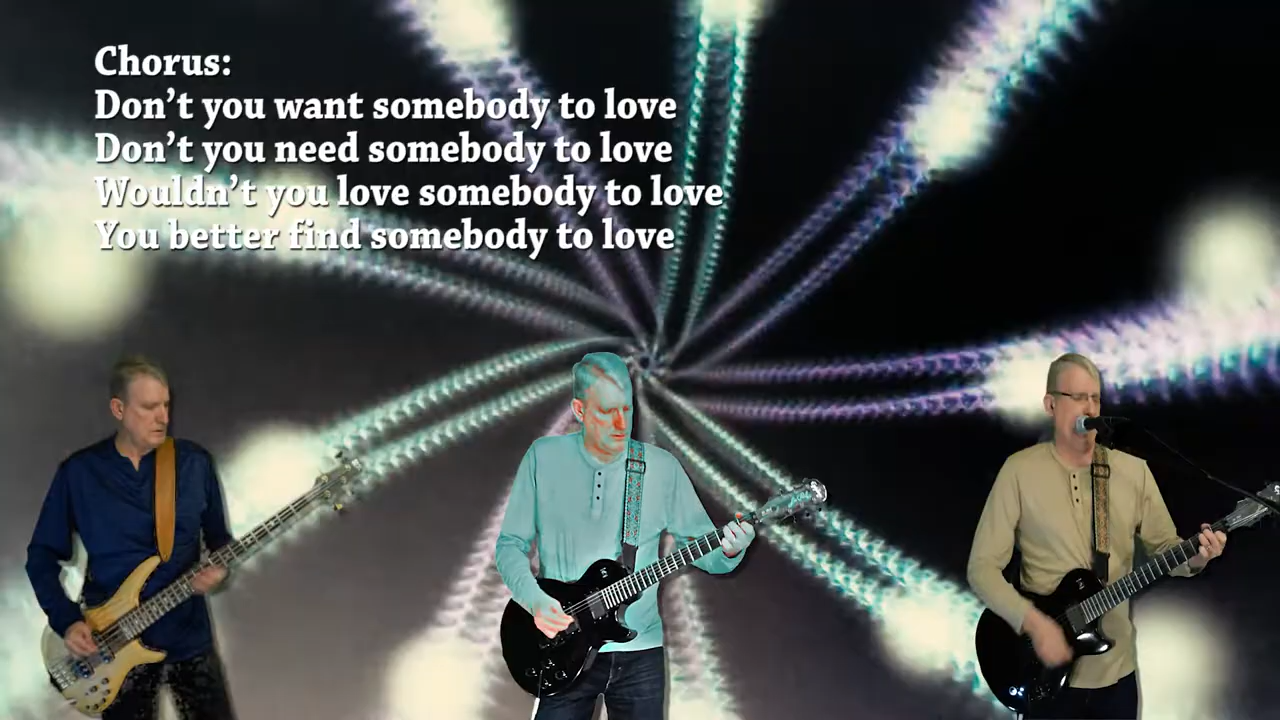 Chorus:
Don't you want somebody to love
Don't you need somebody to love
Wouldn't you love somebody to love
You better find somebody to love